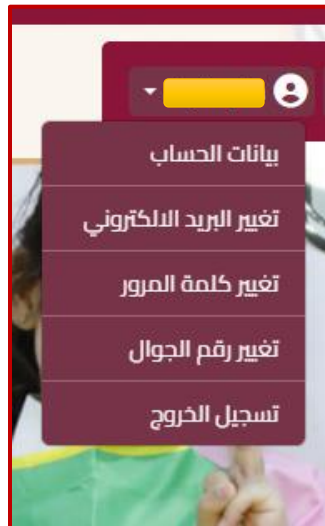 بيانات الحساب
تغيير البريد الالكتروني
تغيير كلمة المرور
تغيير رقم الجوال
تسجيل الخروج